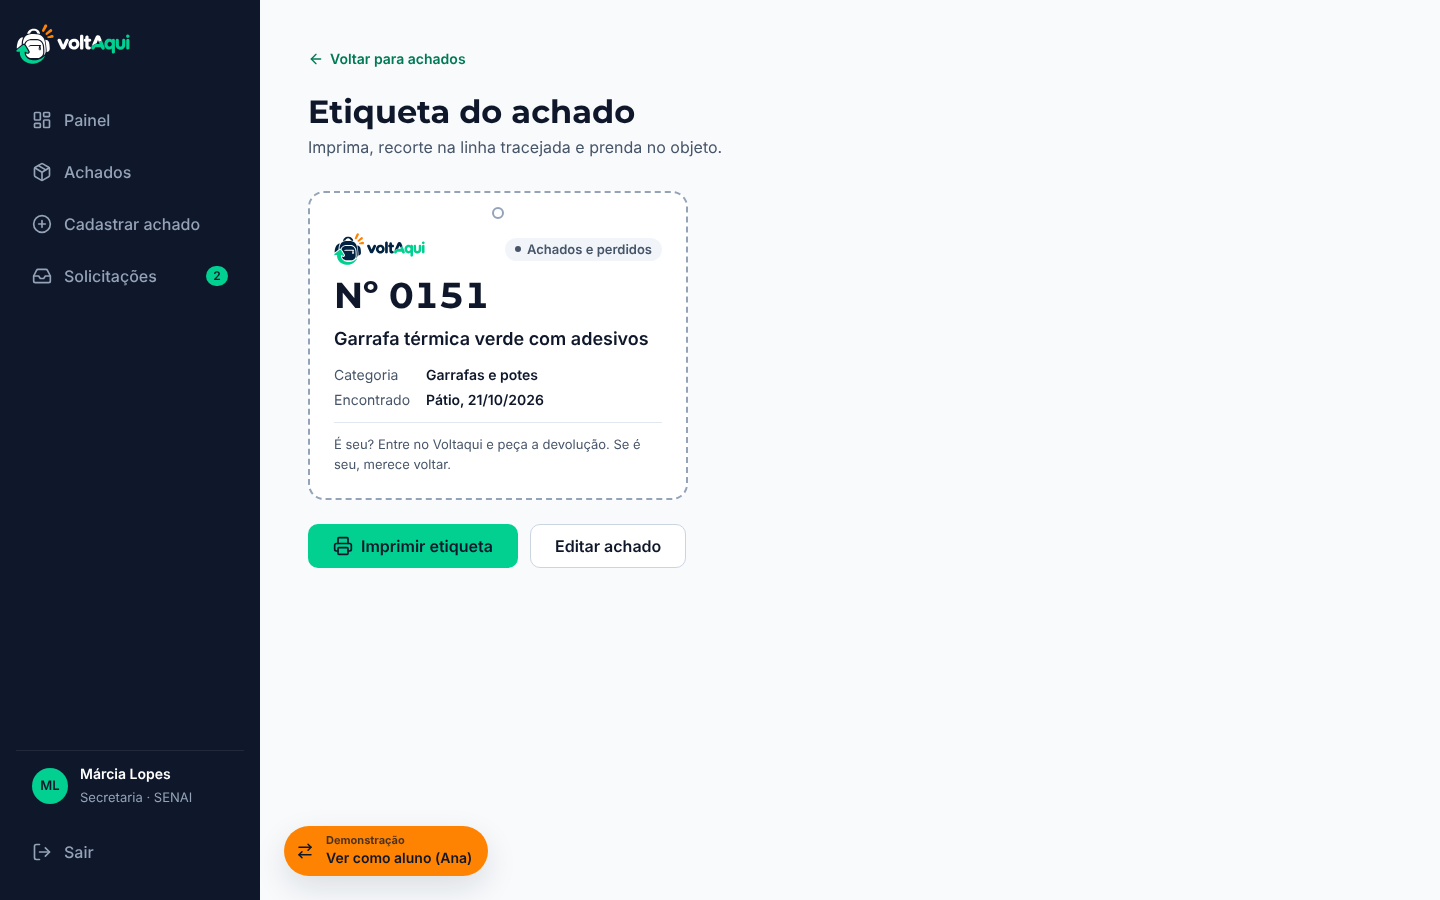 voltAqui
Painel
Achados
Cadastrar achado
Solicitações 2
ML
Márcia Lopes
Secretaria · SENAI
Sair
Voltar para achados
Etiqueta do achado
Imprima, recorte na linha tracejada e prenda no objeto.
voltAqui
Achados e perdidos
Nº 0151
Garrafa térmica verde com adesivos
Categoria Garrafas e potes
Encontrado Pátio, 21/10/2026
É seu? Entre no Voltaqui e peça a devolução. Se é
seu, merece voltar.
Imprimir etiqueta
Editar achado
Demonstração
Ver como aluno (Ana)